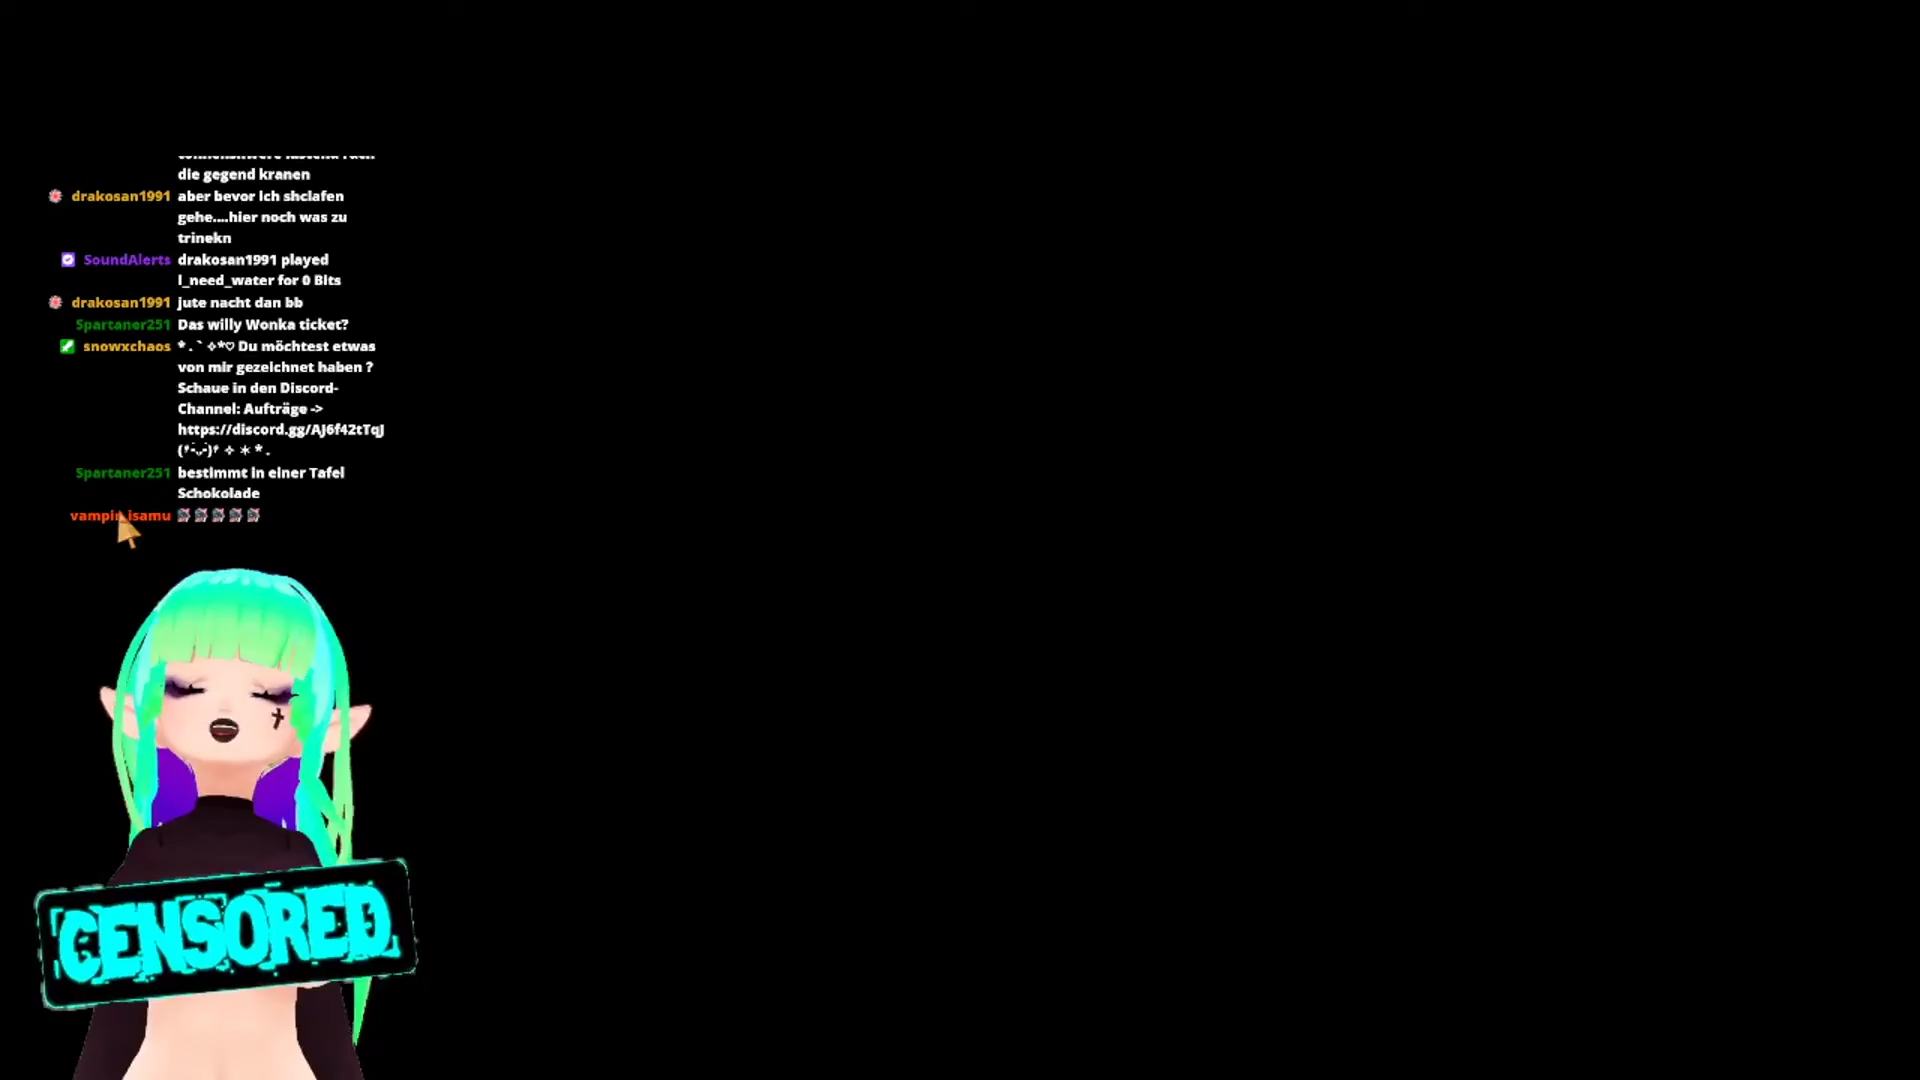 die gegend kranen
drakosan1991 aber bevor ich shclafen
gehe....hier noch was zu
trinekn
SoundAlerts drakosan1991 played
I_need_water for 0 Bits
drakosan1991 jute nacht dan bb
Spartaner251 Das willy Wonka ticket?
snowxchaos * . ` ✧*♡ Du möchtest etwas
von mir gezeichnet haben ?
Schaue in den Discord-
Channel: Aufträge ->
https://discord.gg/AJ6f42tTqJ
Spartaner251 bestimmt in einer Tafel
Schokolade
vampir_isamu
CENSORED